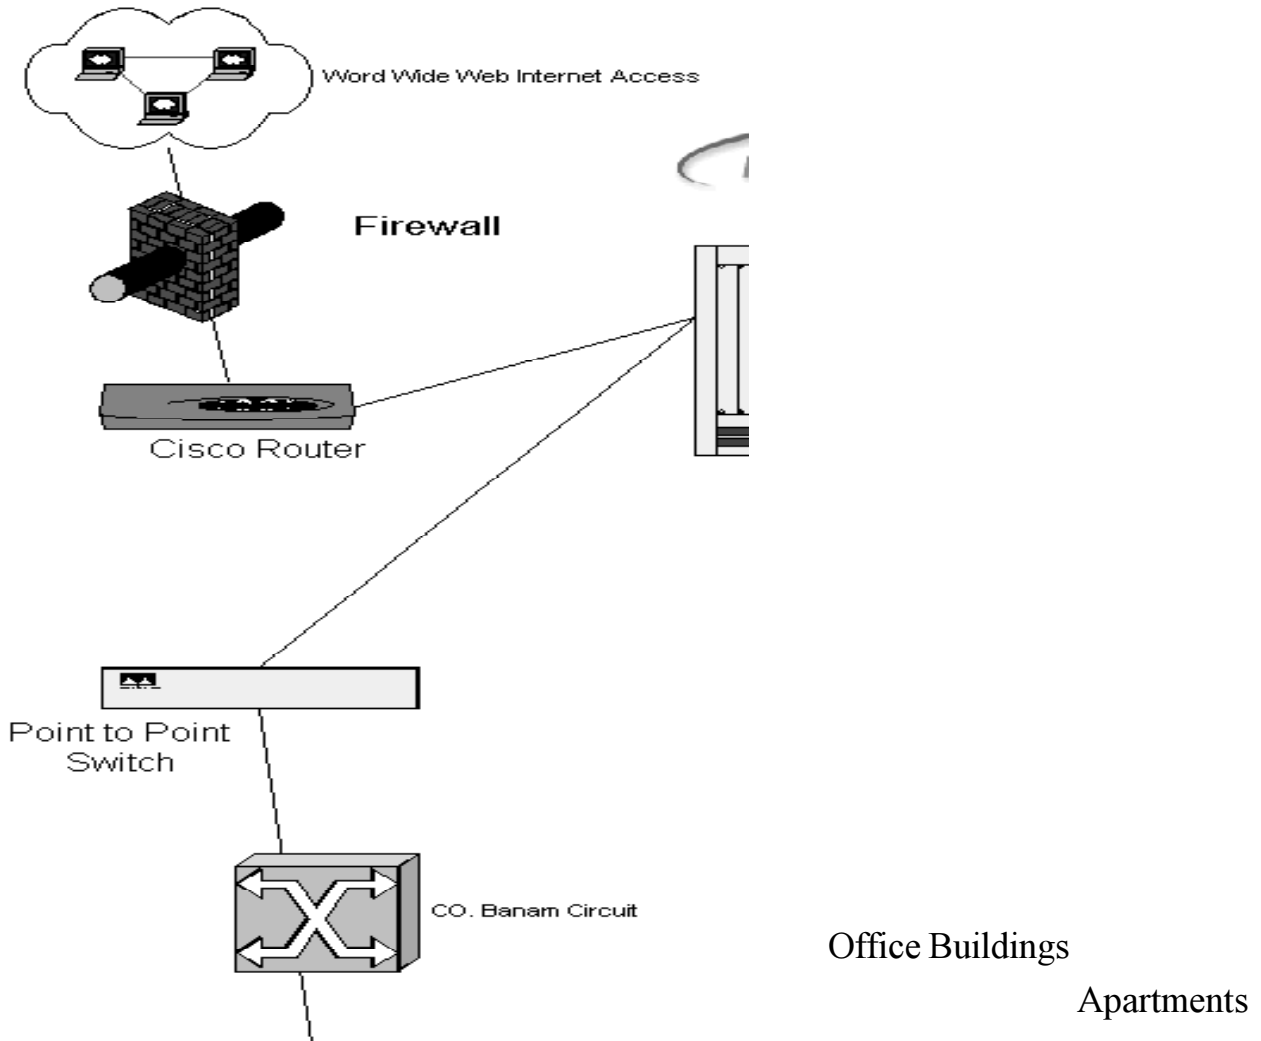 Word Wide Web Internet Access
Firewall
Cisco Router
Point to Point
Switch
CO. Banam Circuit
Office Buildings
Apartments